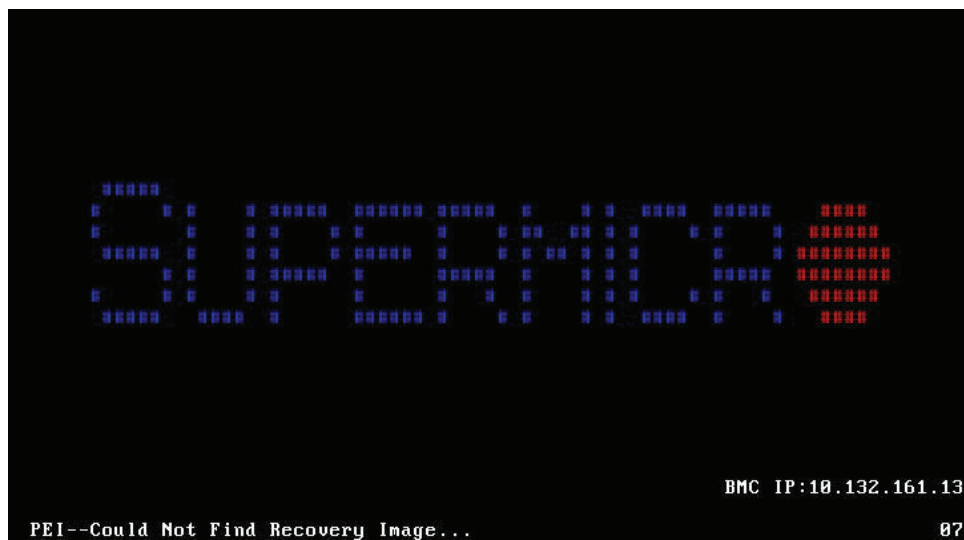 SUPERMICR●
BMC IP:10.132.161.13
PEI--Could Not Find Recovery Image... 07